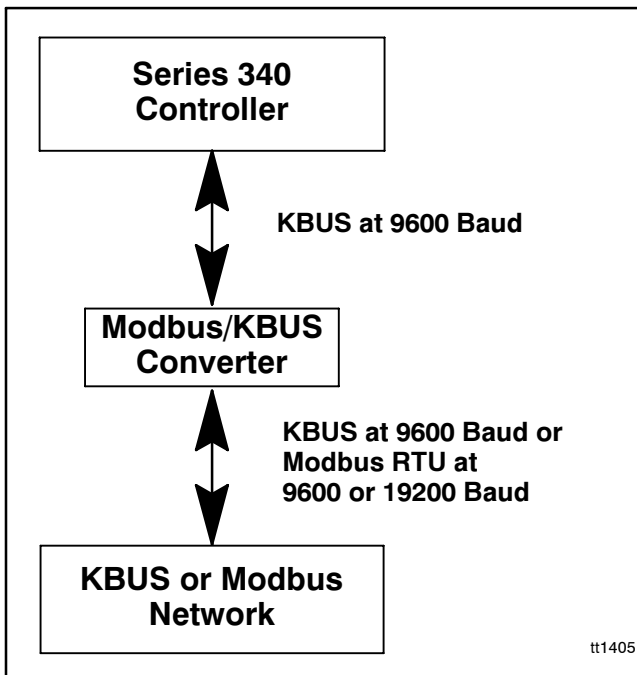 Series 340
Controller
KBUS at 9600 Baud
Modbus/KBUS
Converter
KBUS at 9600 Baud or
Modbus RTU at
9600 or 19200 Baud
KBUS or Modbus
Network
tt1405